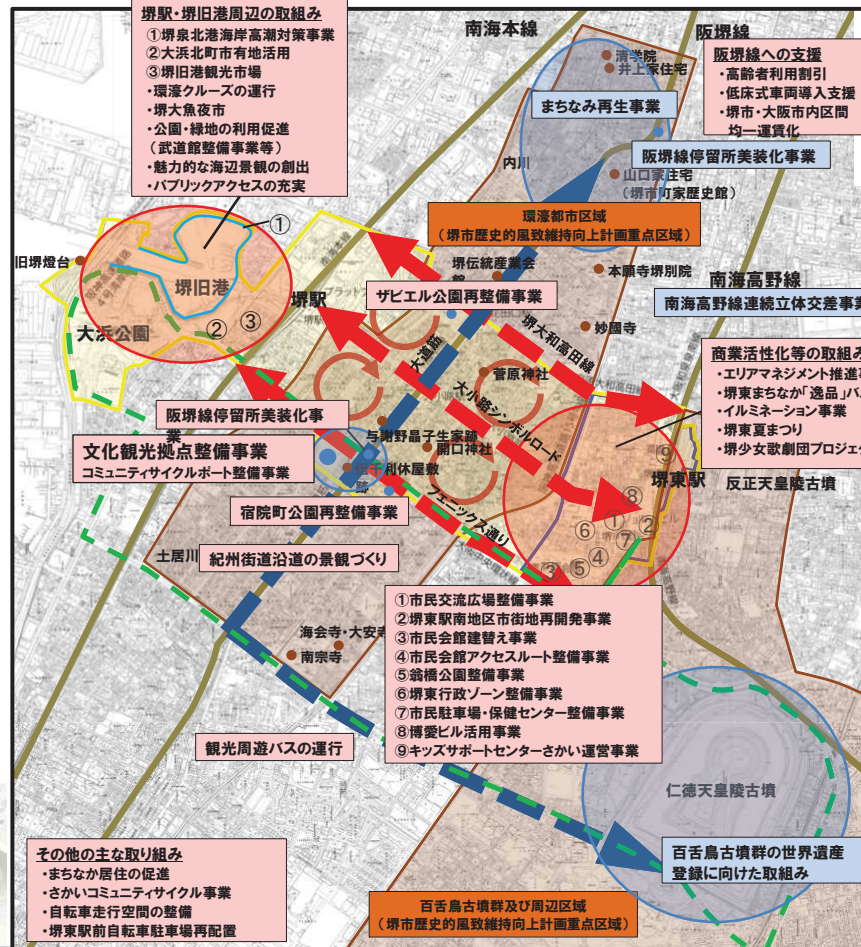 堺駅・堺旧港周辺の取組み
①堺泉北港海岸高潮対策事業
②大浜北町市有地活用
③堺旧港観光市場
・環濠クルーズの運行
・堺大魚夜市
・公園・緑地の利用促進
（武道館整備事業等）
・魅力的な海辺景観の創出
・パブリックアクセスの充実
南海本線
阪堺線
清学院
井上家住宅
まちなみ再生事業
阪堺線への支援
・高齢者利用割引
・低床式車両導入支援
・堺市・大阪市内区間
均一運賃化
阪堺線停留所美装化事業
内川
山口家住宅
（堺市町家歴史館）
環濠都市区域
（堺市歴史的風致維持向上計画重点区域）
①
旧堺燈台
堺旧港
② ③
大浜公園
堺駅
堺伝統産業会
館
本願寺堺別院
南海高野線
南海高野線連続立体交差事業
ザビエル公園再整備事業
妙國寺
大道筋
堺大和高田線
菅原神社
大小路シンボルロード
商業活性化等の取組み
・エリアマネジメント推進事
・堺東まちなか「逸品」バ
・イルミネーション事業
・堺東夏まつり
・堺少女歌劇団プロジェク
阪堺線停留所美装化事
業
与謝野晶子生家跡
開口神社
文化観光拠点整備事業
コミュニティサイクルポート整備事業
千利休屋敷
跡
宿院町公園再整備事業
フェニックス通り
⑨
堺東駅
反正天皇陵古墳
⑧
① ②
⑥ ⑦
④
③ ⑤
土居川
紀州街道沿道の景観づくり
海会寺・大安寺
南宗寺
①市民交流広場整備事業
②堺東駅南地区市街地再開発事業
③市民会館建替え事業
④市民会館アクセスルート整備事業
⑤翁橋公園整備事業
⑥堺東行政ゾーン整備事業
⑦市民駐車場・保健センター整備事業
⑧博愛ビル活用事業
⑨キッズサポートセンターさかい運営事業
観光周遊バスの運行
仁徳天皇陵古墳
百舌鳥古墳群の世界遺産
登録に向けた取組み
その他の主な取り組み
・まちなか居住の促進
・さかいコミュニティサイクル事業
・自転車走行空間の整備
・堺東駅前自転車駐車場再配置
百舌鳥古墳群及び周辺区域
（堺市歴史的風致維持向上計画重点区域）